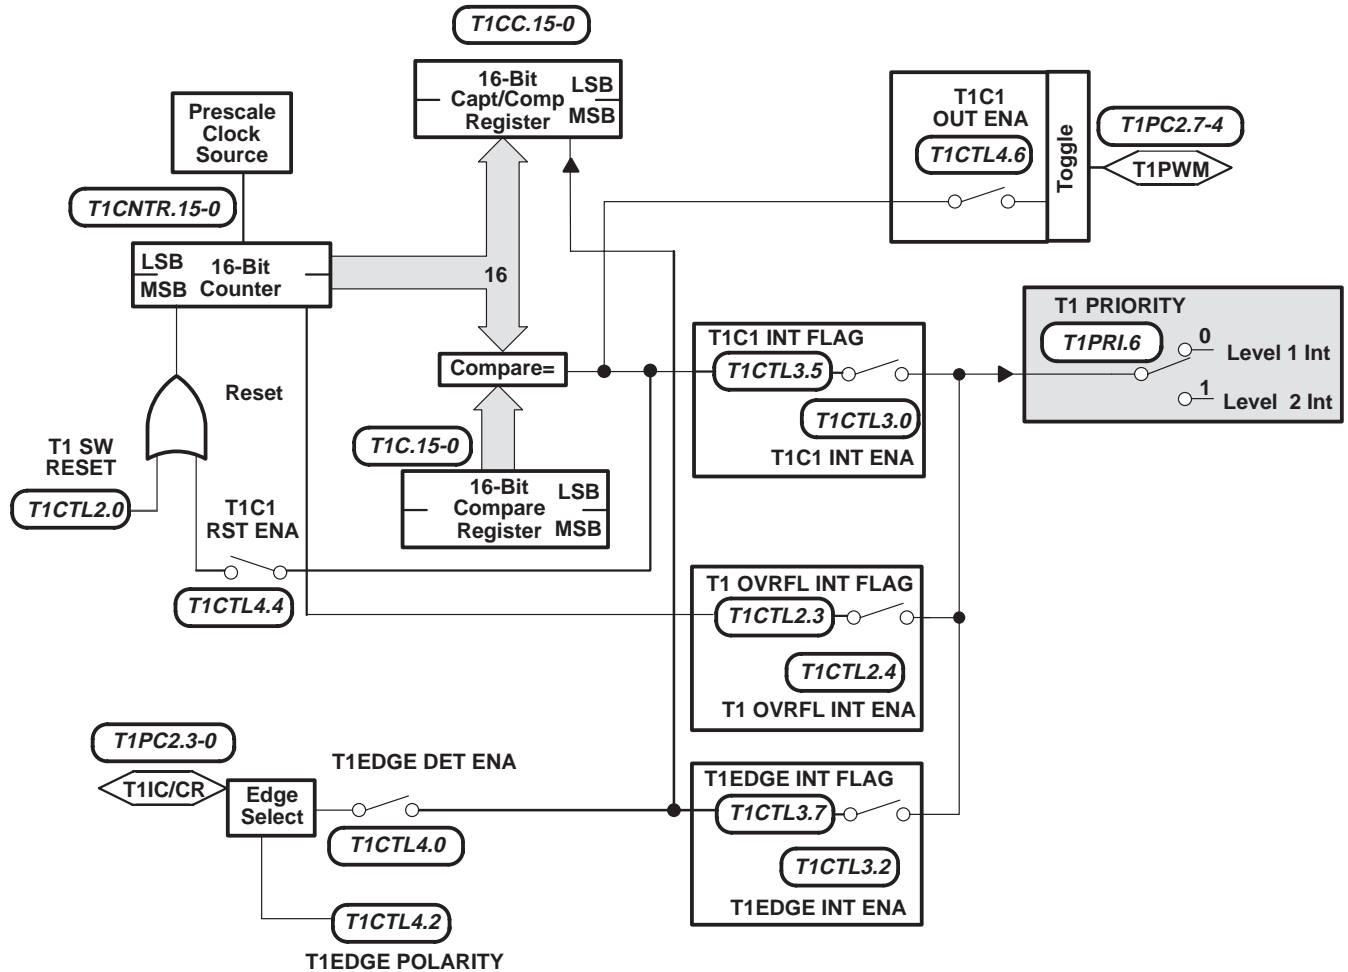 T1CC.15-0
16-Bit
Capt/Comp
Register
LSB
MSB
Prescale
Clock
Source
T1CNTR.15-0
LSB
MSB
16-Bit
Counter
16
T1C1
OUT ENA
T1CTL4.6
Toggle
T1PC2.7-4
T1PWM
T1 PRIORITY
T1PRI.6
0
Level 1 Int
1
Level 2 Int
T1C1 INT FLAG
T1CTL3.5
T1CTL3.0
T1C1 INT ENA
Compare=
Reset
T1 SW
RESET
T1CTL2.0
T1C.15-0
16-Bit
Compare
Register
LSB
MSB
T1C1
RST ENA
T1CTL4.4
T1 OVRFL INT FLAG
T1CTL2.3
T1CTL2.4
T1 OVRFL INT ENA
T1PC2.3-0
T1IC/CR
Edge
Select
T1EDGE DET ENA
T1CTL4.0
T1EDGE INT FLAG
T1CTL3.7
T1CTL3.2
T1EDGE INT ENA
T1CTL4.2
T1EDGE POLARITY